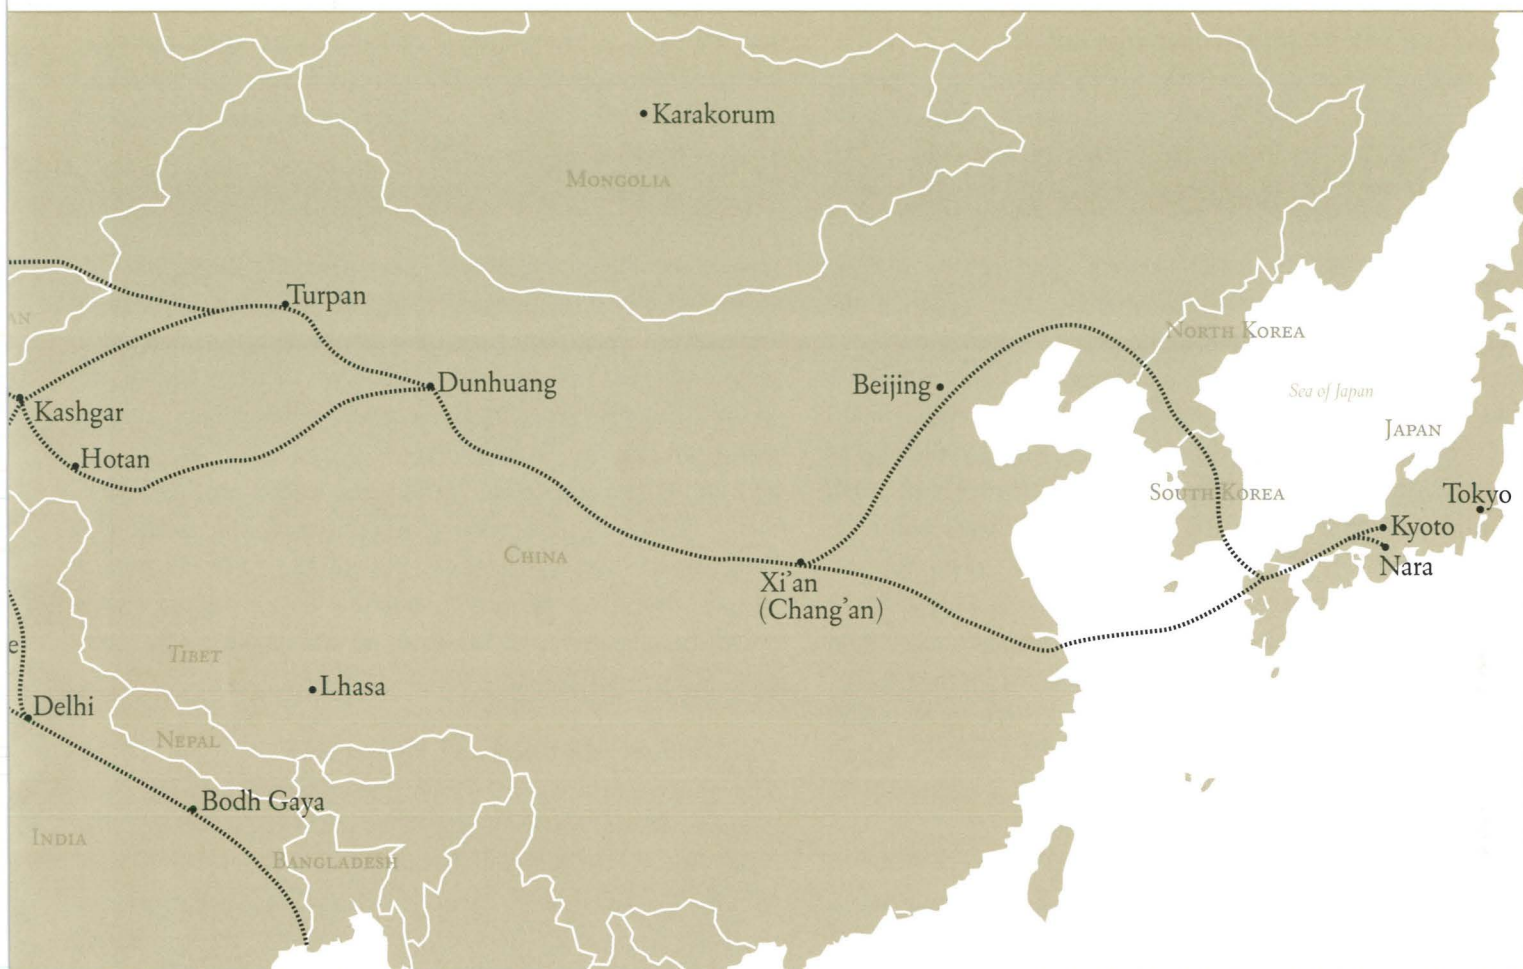 Karakorum
MONGOLIA
Turpan
AN
NORTH KOREA
Dunhuang
Beijing
Sea of Japan
Kashgar
JAPAN
Hotan
SOUTH KOREA
Tokyo
Kyoto
CHINA
Nara
Xi'an
(Chang'an)
e
TIBET
Lhasa
Delhi
NEPAL
Bodh Gaya
INDIA
BANGLADESH